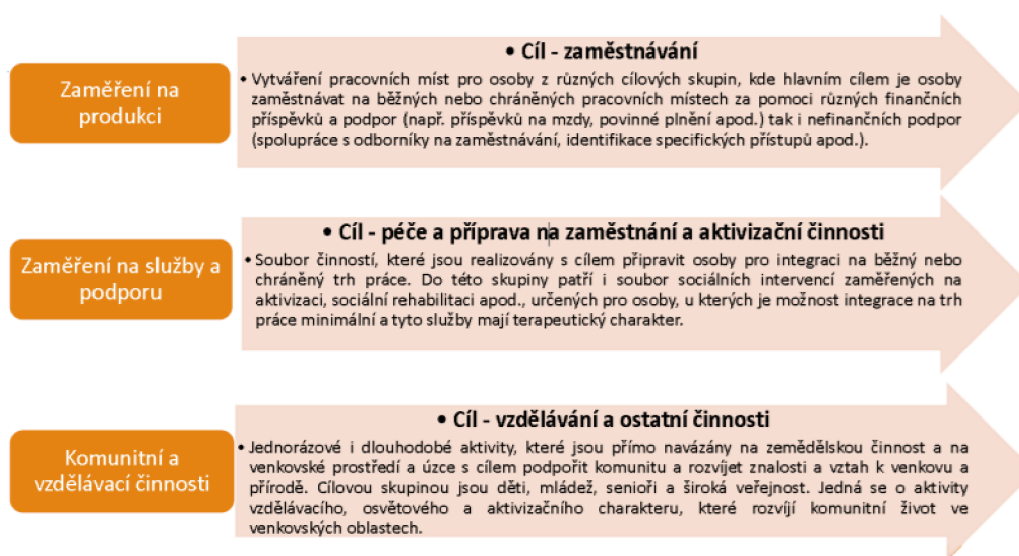 Zaměření na
produkci
• Cíl - zaměstnávání
• Vytváření pracovních míst pro osoby z různých cílových skupin, kde hlavním cílem je osoby
zaměstnávat na běžných nebo chráněných pracovních místech za pomoci různých finančních
příspěvků a podpor (např. příspěvků na mzdy, povinné plnění apod.) tak i nefinančních podpor
(spolupráce s odborníky na zaměstnávání, identifikace specifických přístupů apod.).
Zaměření na služby a
podporu
• Cíl - péče a příprava na zaměstnání a aktivizační činnosti
• Soubor činností, které jsou realizovány s cílem připravit osoby pro integraci na běžný nebo
chráněný trh práce. Do této skupiny patří i soubor sociálních intervencí zaměřených na
aktivizaci, sociální rehabilitaci apod., určených pro osoby, u kterých je možnost integrace na trh
práce minimální a tyto služby mají terapeutický charakter.
Komunitní a
vzdělávací činnosti
• Cíl - vzdělávání a ostatní činnosti
• Jednorázové i dlouhodobé aktivity, které jsou přímo navázány na zemědělskou činnost a na
venkovské prostředí a úzce s cílem podpořit komunitu a rozvíjet znalosti a vztah k venkovu a
přírodě. Cílovou skupinou jsou děti, mládež, senioři a široká veřejnost. Jedná se o aktivity
vzdělávacího, osvětového a aktivizačního charakteru, které rozvíjí komunitní život ve
venkovských oblastech.